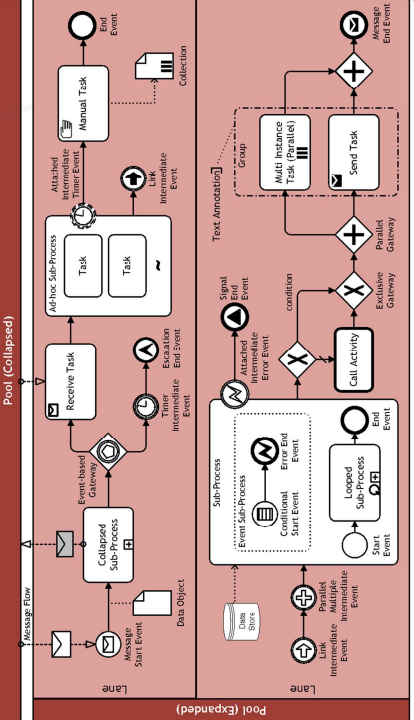 Pool (Collapsed)
Message Flow
Message
Start Event
Data Object
Collapsed
Sub-Process
Event-based
Gateway
Receive Task
Timer
Intermediate
Event
Escalation
End Event
Ad-hoc Sub-Process
Task
Task
Attached
Intermediate
Timer Event
Link
Intermediate
Event
Manual Task
Collection
End
Event
Lane
Pool (Expanded)
Lane
Link
Intermediate
Event
Parallel
Multiple
Intermediate
Event
Data
Store
Sub-Process
Event Sub-Process
Conditional
Start Event
Error End
Event
Start
Event
Looped
Sub-Process
End
Event
Attached
Intermediate
Error Event
Signal
End
Event
condition
Call Activity
Exclusive
Gateway
Parallel
Gateway
Text Annotation
Group
Multi Instance
Task (Parallel)
Send Task
Message
End Event